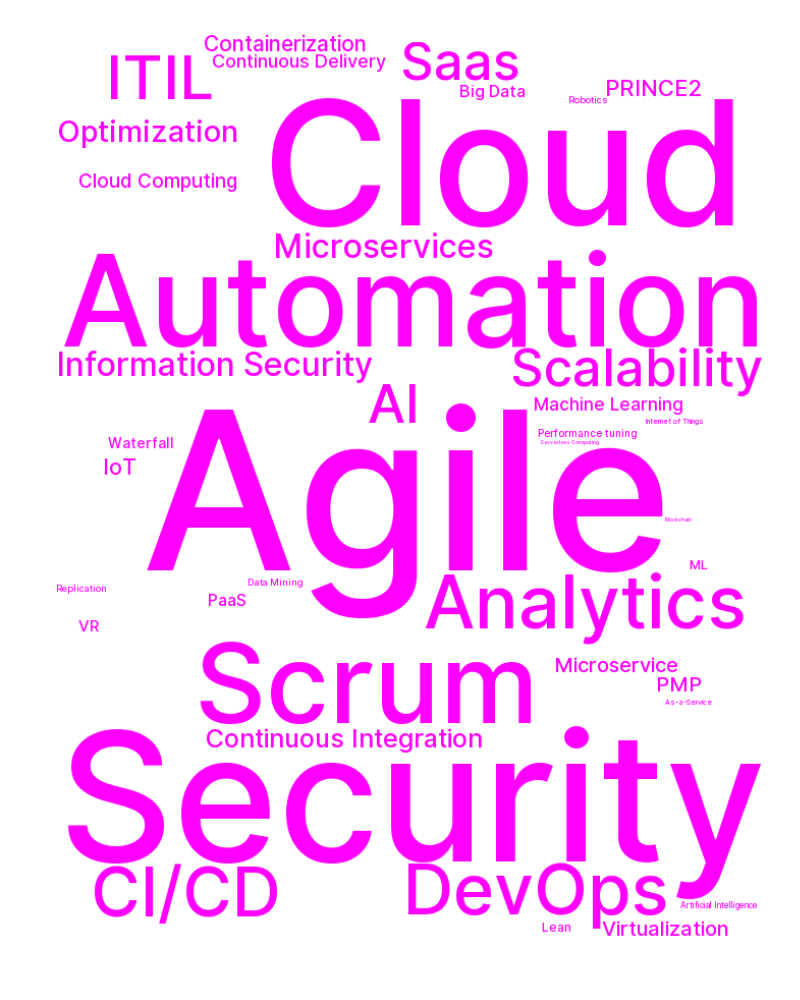 Containerization
Continuous Delivery
Saas
ITIL
Big Data
PRINCE2
Robotics
Cloud
Optimization
Cloud Computing
Microservices
Automation
Information Security
Scalability
AI
Machine Learning
Internet of Things
Agile
Performance tuning
Serverless Computing
Waterfall
IoT
Blockchain
ML
Data Mining
Replication
PaaS
Analytics
VR
Scrum
Microservice
PMP
As-a-Service
Continuous Integration
Security
CI/CD
DevOps
Artificial Intelligence
Lean
Virtualization